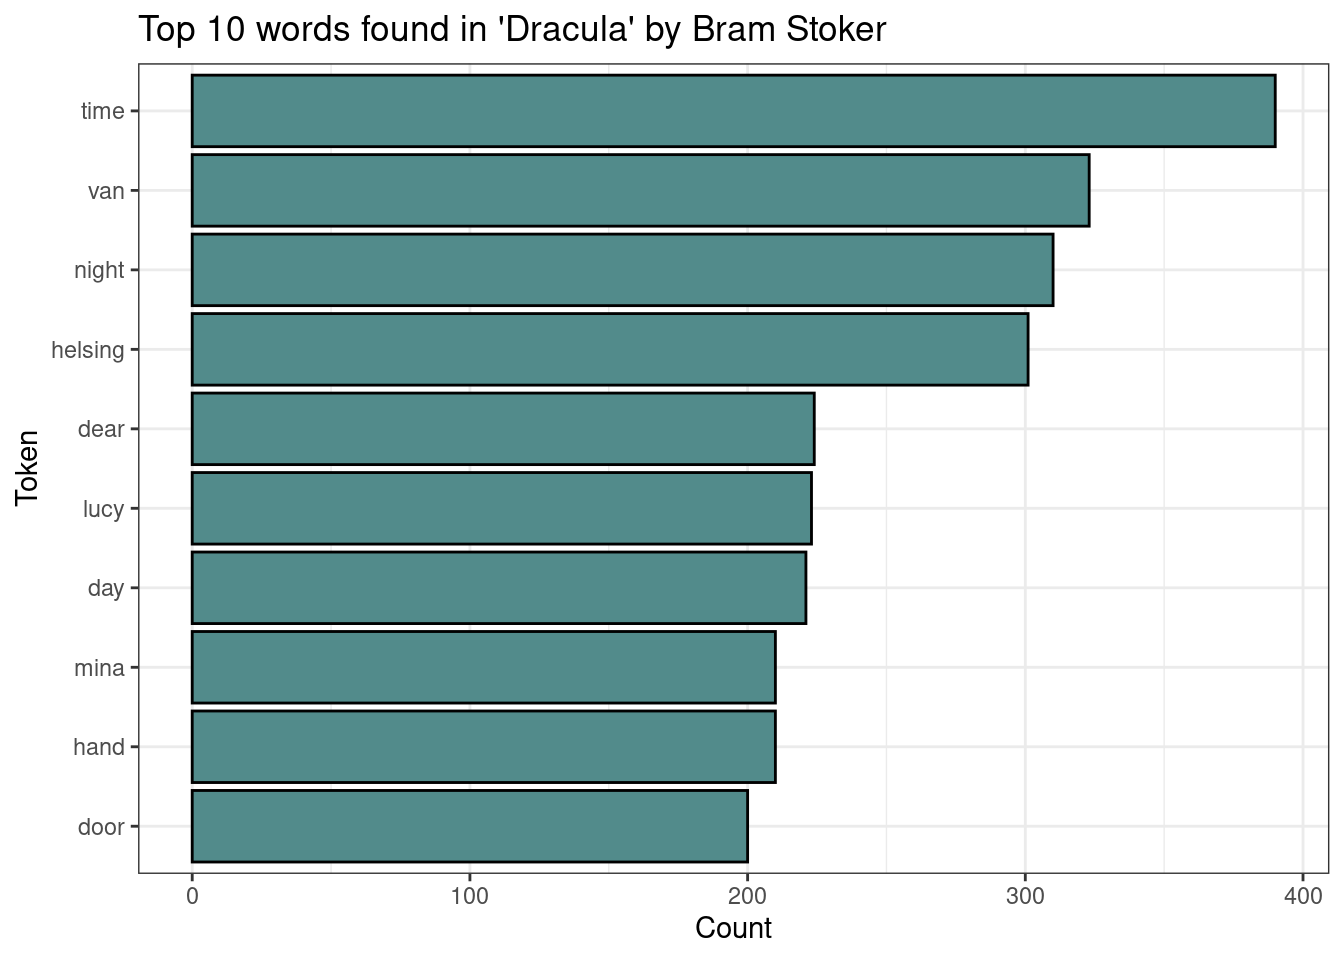 Top 10 words found in 'Dracula' by Bram Stoker
time
van
night
helsing
dear
lucy
day
mina
hand
door
Token
0 100 200 300 400
Count